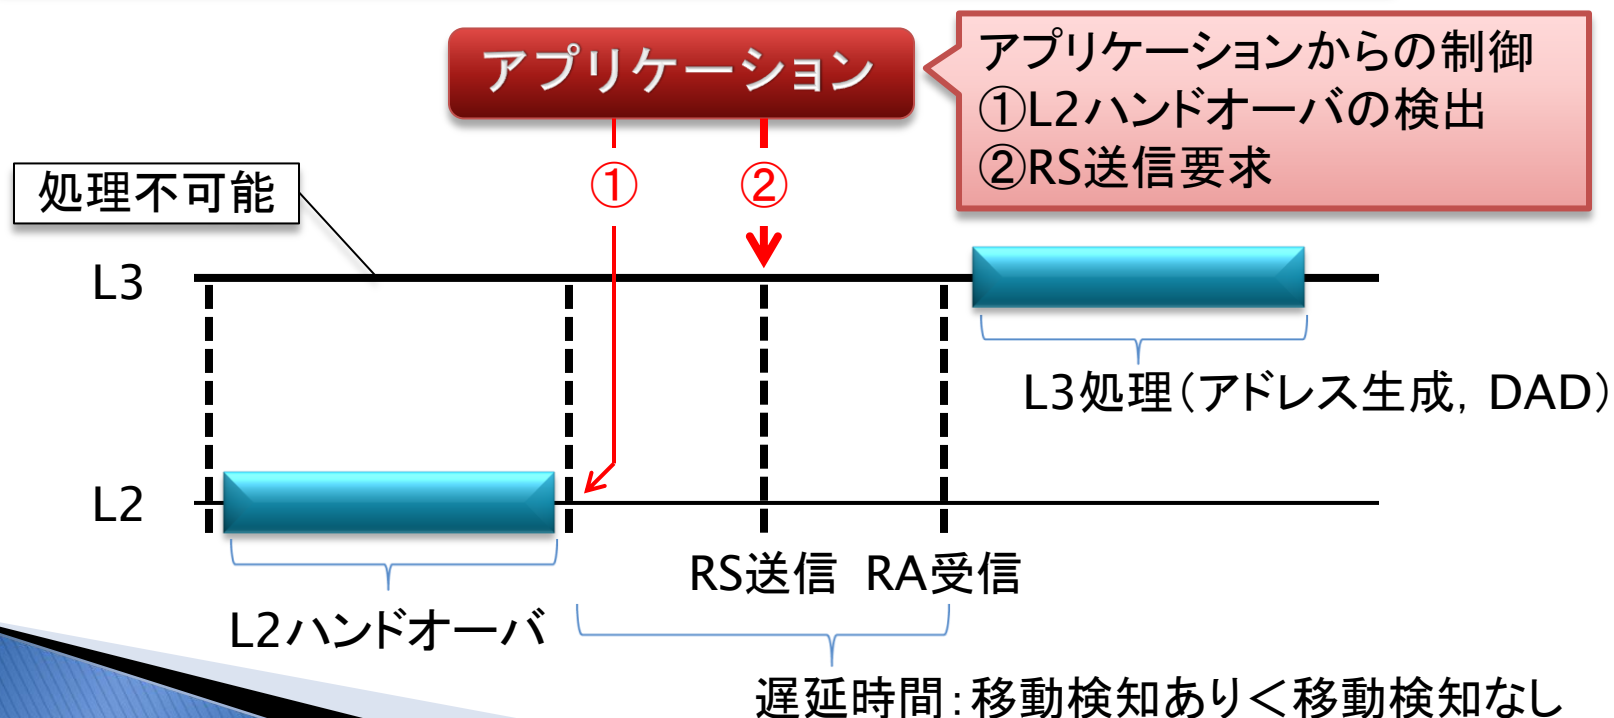 アプリケーション
アプリケーションからの制御
①L2ハンドオーバの検出
②RS送信要求
①
②
処理不可能
L3
L3処理(アドレス生成, DAD)
L2
RS送信 RA受信
L2ハンドオーバ
遅延時間:移動検知あり<移動検知なし